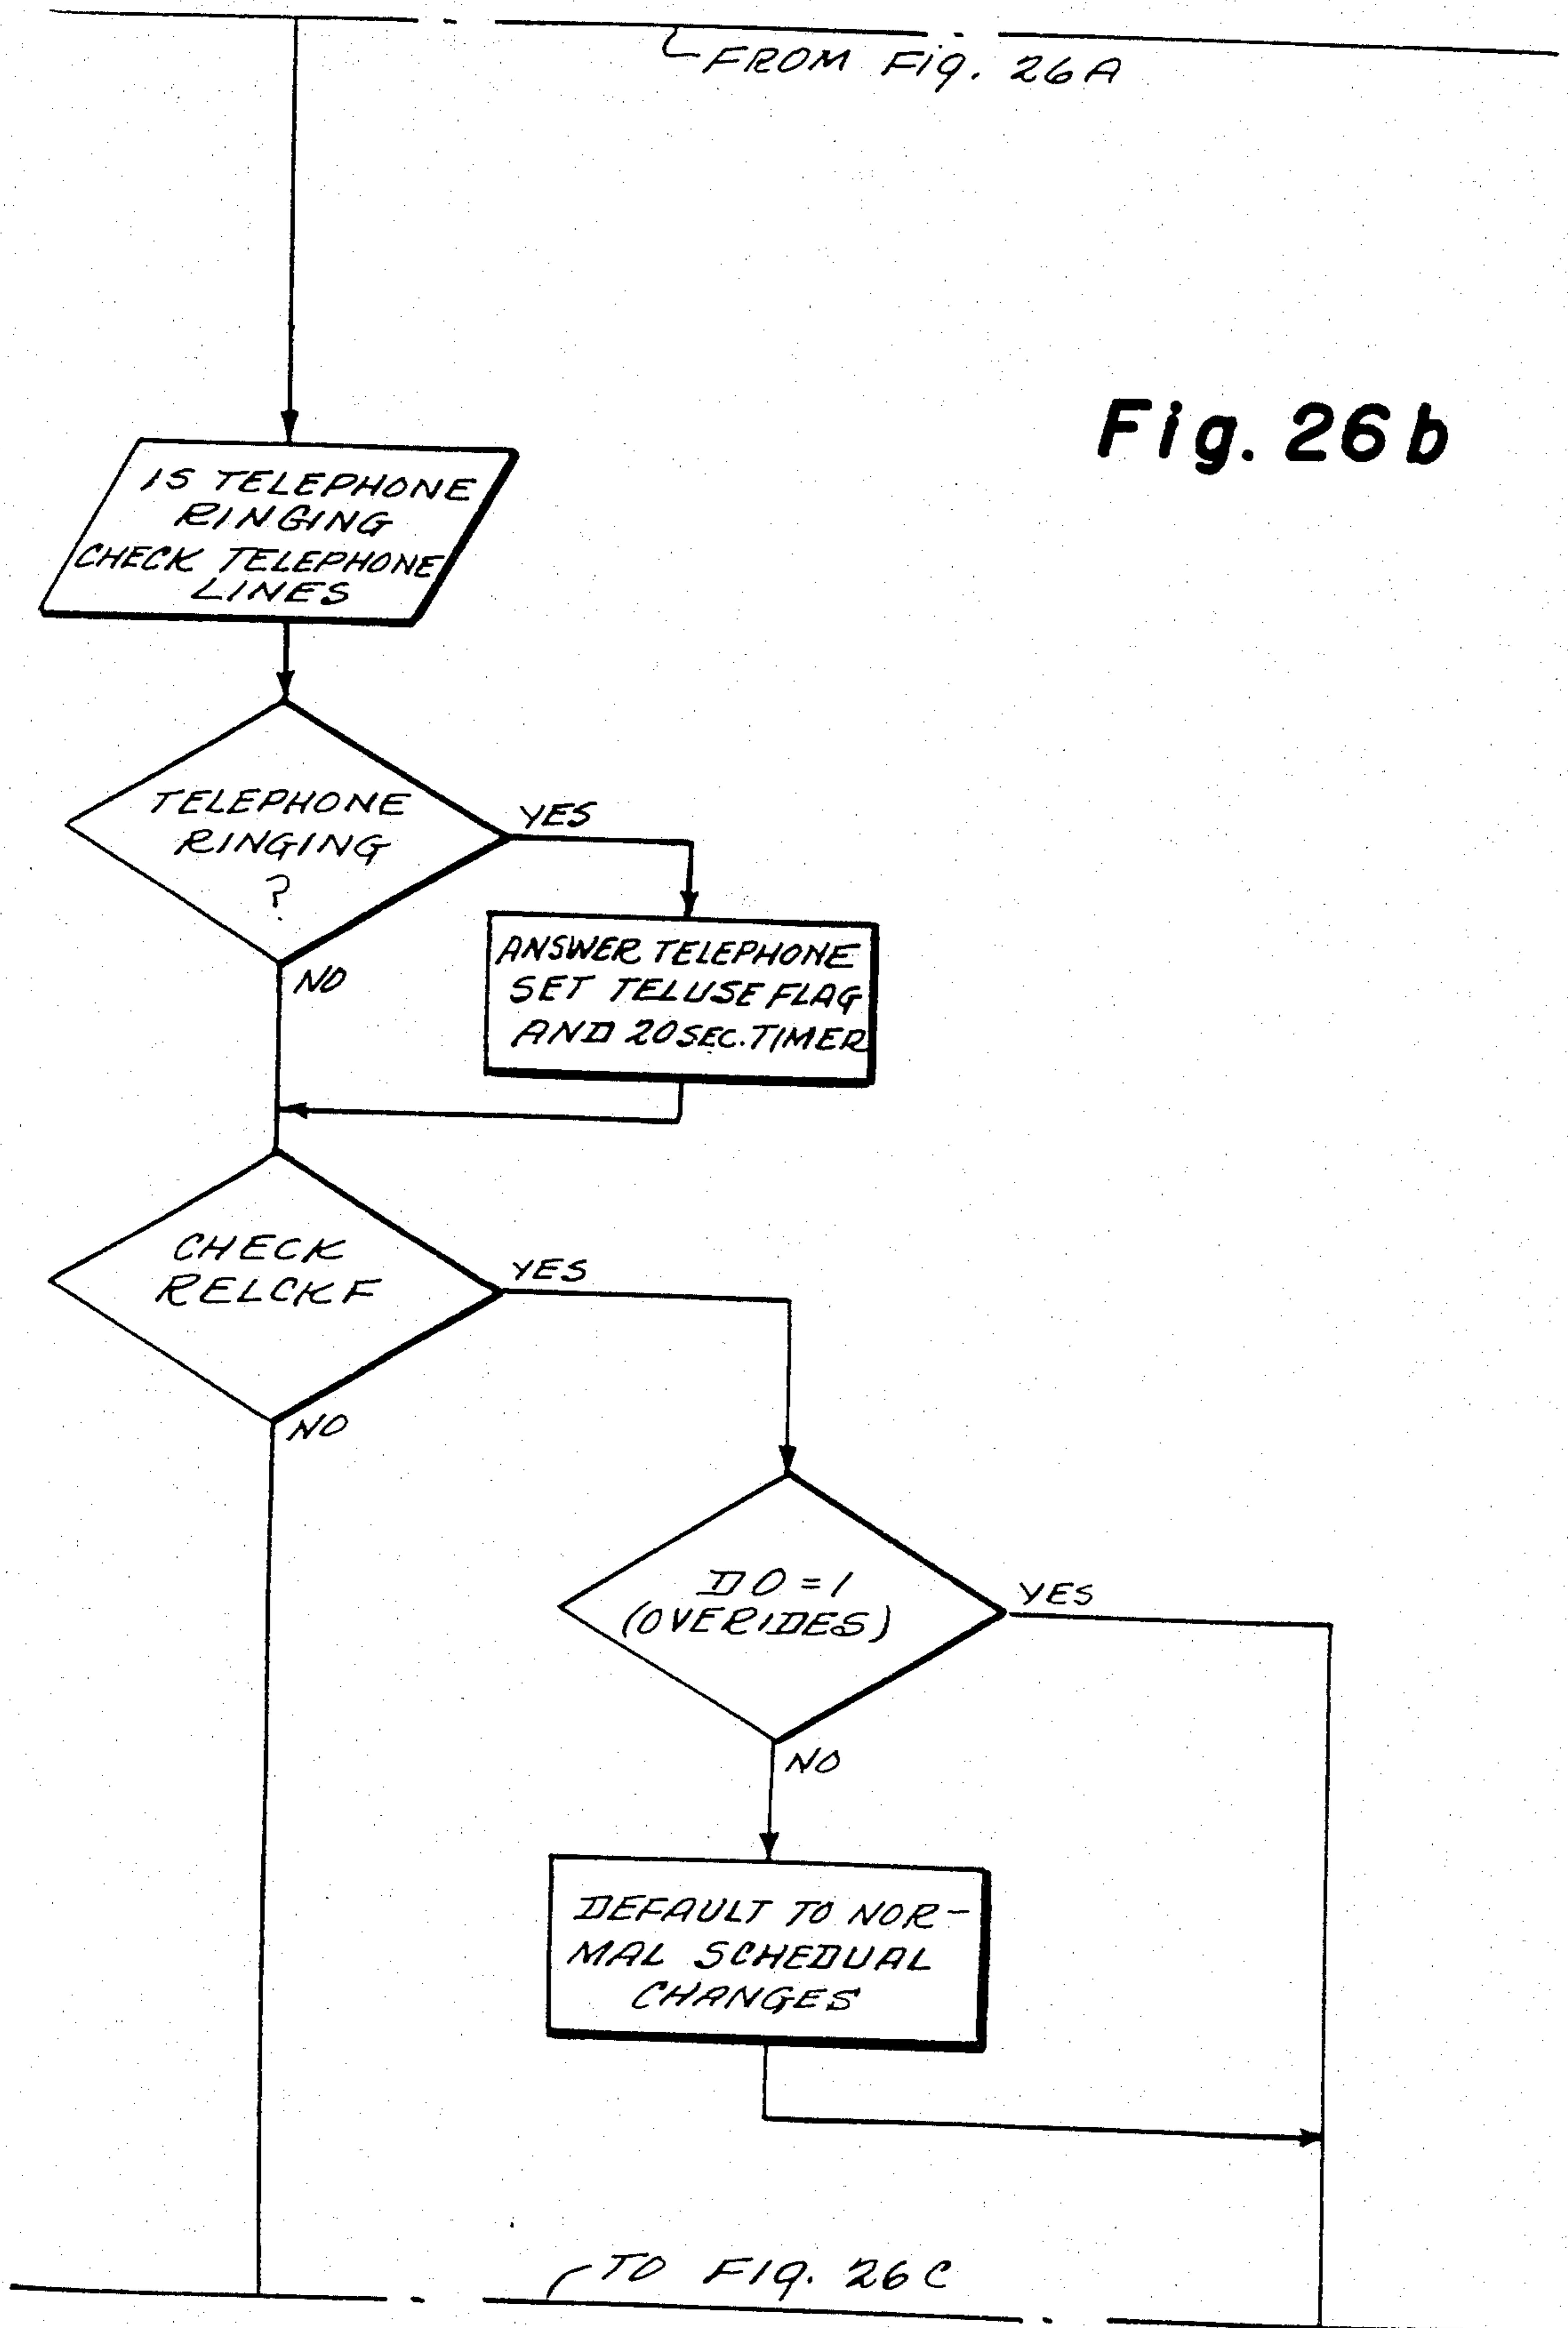 FROM Fig. 26A
Fig. 26b
IS TELEPHONE
RINGING
CHECK TELEPHONE
LINES
TELEPHONE
RINGING
?
YES
NO
ANSWER TELEPHONE
SET TELUSE FLAG
AND 20 SEC. TIMER
CHECK
RELCKF
YES
NO
DO = 1
(OVERIDES)
YES
NO
DEFAULT TO NOR-
MAL SCHEDUAL
CHANGES
TO FIG. 26C